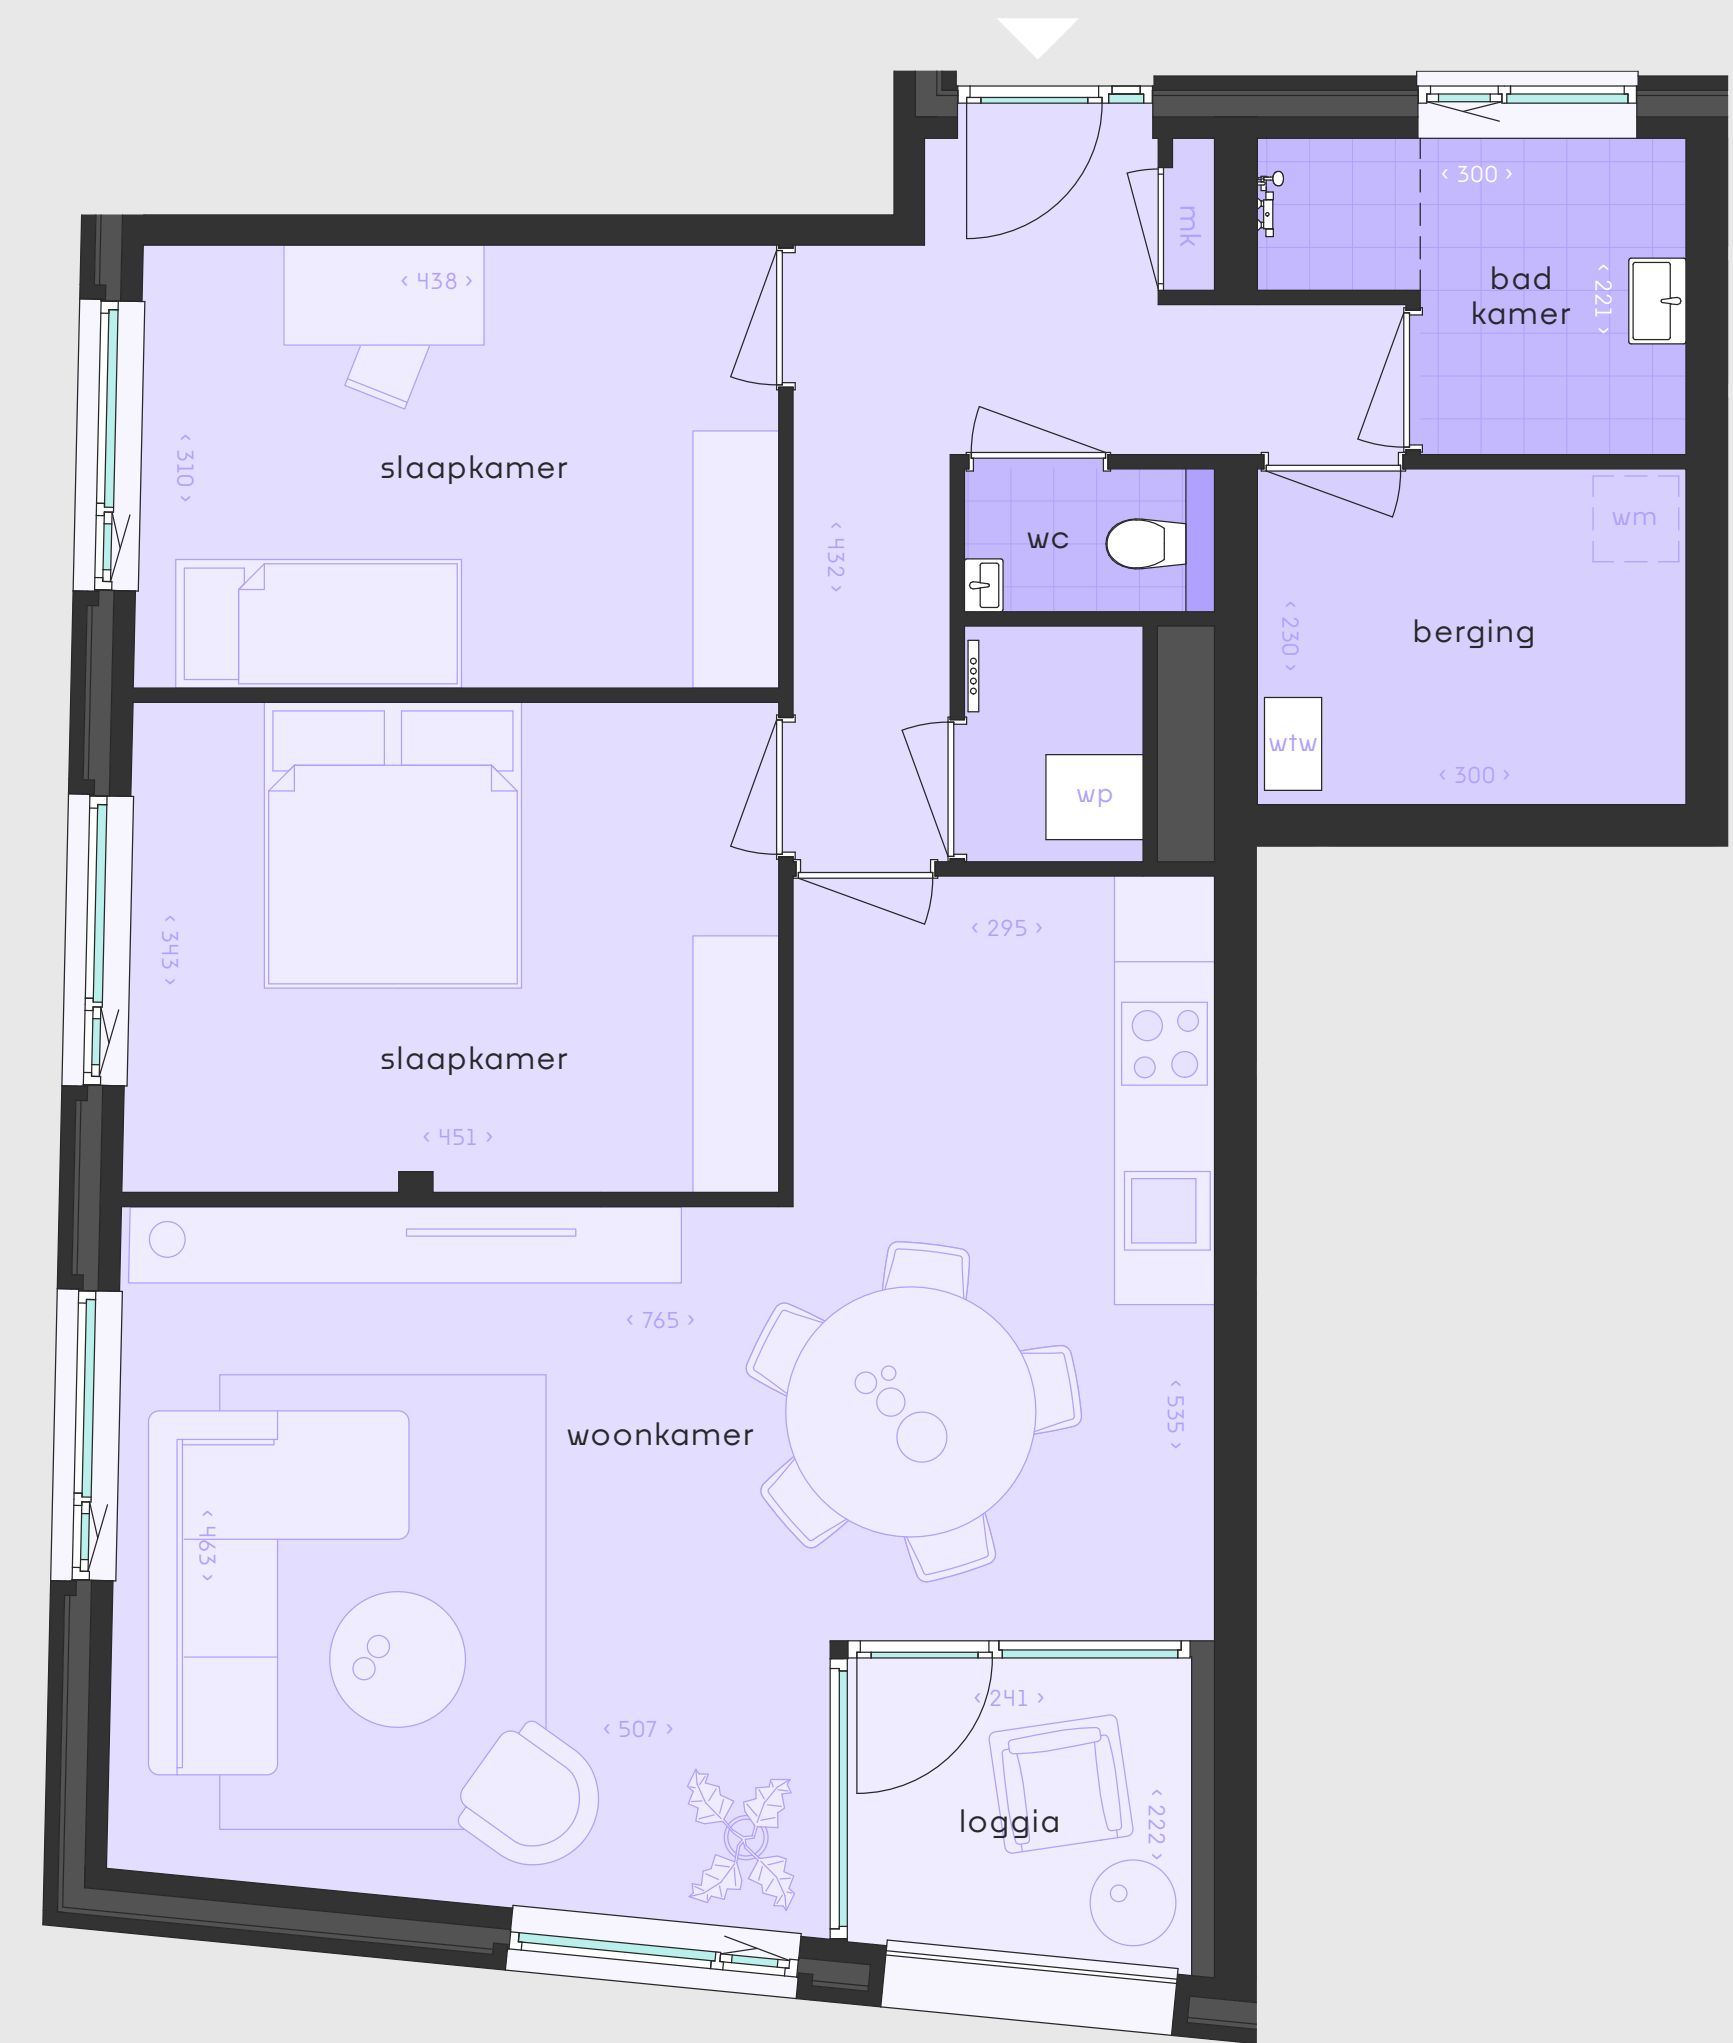 ‹ 300 ›
mk
bad
kamer
‹ 221 ›
‹ 438 ›
‹ 310 ›
slaapkamer
‹ 432 ›
wc
wm
berging
‹ 230 ›
wtw
‹ 300 ›
wp
‹ 343 ›
‹ 295 ›
slaapkamer
‹ 451 ›
‹ 765 ›
woonkamer
‹ 535 ›
‹ 463 ›
‹ 507 ›
‹ 241 ›
loggia
‹ 222 ›